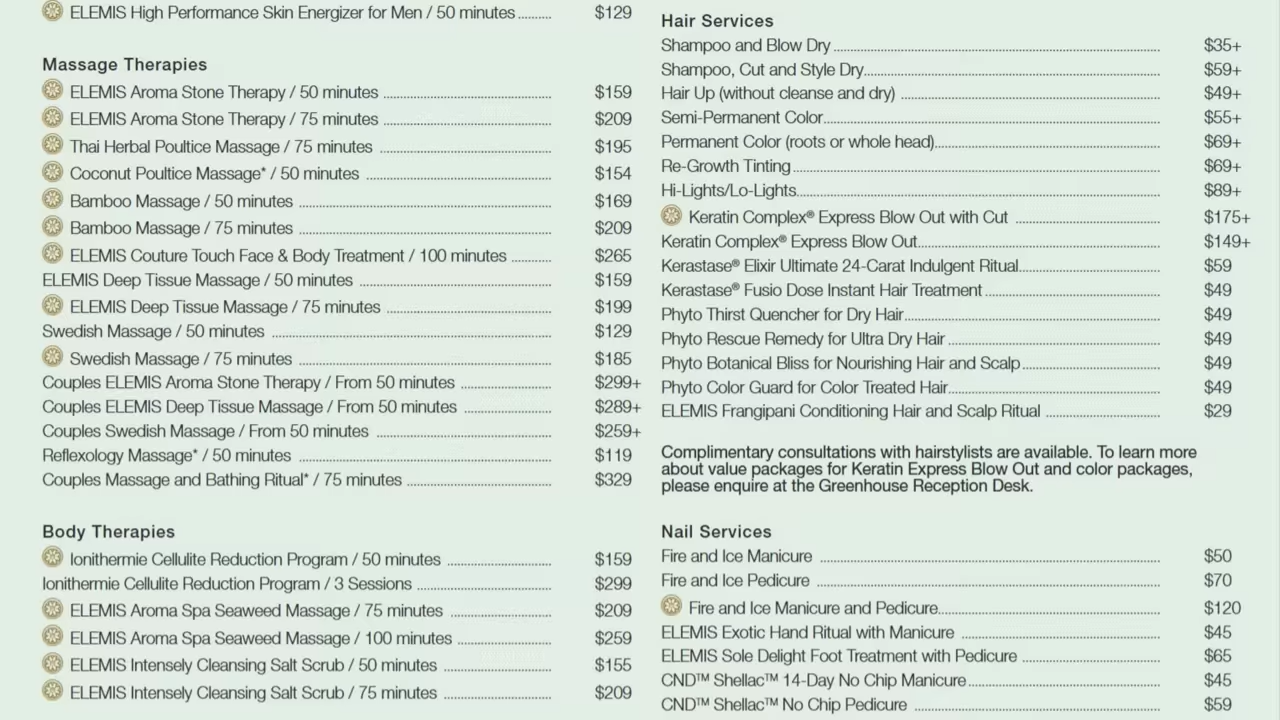 ELEMIS High Performance Skin Energizer for Men / 50 minutes .......... $129
Massage Therapies
ELEMIS Aroma Stone Therapy / 50 minutes .......... $159
ELEMIS Aroma Stone Therapy / 75 minutes .......... $209
Thai Herbal Poultice Massage / 75 minutes .......... $195
Coconut Poultice Massage* / 50 minutes .......... $154
Bamboo Massage / 50 minutes .......... $169
Bamboo Massage / 75 minutes .......... $209
ELEMIS Couture Touch Face & Body Treatment / 100 minutes .......... $265
ELEMIS Deep Tissue Massage / 50 minutes .......... $159
ELEMIS Deep Tissue Massage / 75 minutes .......... $199
Swedish Massage / 50 minutes .......... $129
Swedish Massage / 75 minutes .......... $185
Couples ELEMIS Aroma Stone Therapy / From 50 minutes .......... $299+
Couples ELEMIS Deep Tissue Massage / From 50 minutes .......... $289+
Couples Swedish Massage / From 50 minutes .......... $259+
Reflexology Massage* / 50 minutes .......... $119
Couples Massage and Bathing Ritual* / 75 minutes .......... $329
Body Therapies
Ionithermie Cellulite Reduction Program / 50 minutes .......... $159
Ionithermie Cellulite Reduction Program / 3 Sessions .......... $299
ELEMIS Aroma Spa Seaweed Massage / 75 minutes .......... $209
ELEMIS Aroma Spa Seaweed Massage / 100 minutes .......... $259
ELEMIS Intensely Cleansing Salt Scrub / 50 minutes .......... $155
ELEMIS Intensely Cleansing Salt Scrub / 75 minutes .......... $209
Hair Services
Shampoo and Blow Dry .......... $35+
Shampoo, Cut and Style Dry .......... $59+
Hair Up (without cleanse and dry) .......... $49+
Semi-Permanent Color .......... $55+
Permanent Color (roots or whole head) .......... $69+
Re-Growth Tinting .......... $69+
Hi-Lights/Lo-Lights .......... $89+
Keratin Complex® Express Blow Out with Cut .......... $175+
Keratin Complex® Express Blow Out .......... $149+
Kerastase® Elixir Ultimate 24-Carat Indulgent Ritual .......... $59
Kerastase® Fusio Dose Instant Hair Treatment .......... $49
Phyto Thirst Quencher for Dry Hair .......... $49
Phyto Rescue Remedy for Ultra Dry Hair .......... $49
Phyto Botanical Bliss for Nourishing Hair and Scalp .......... $49
Phyto Color Guard for Color Treated Hair .......... $49
ELEMIS Frangipani Conditioning Hair and Scalp Ritual .......... $29
Complimentary consultations with hairstylists are available. To learn more
about value packages for Keratin Express Blow Out and color packages,
please enquire at the Greenhouse Reception Desk.
Nail Services
Fire and Ice Manicure .......... $50
Fire and Ice Pedicure .......... $70
Fire and Ice Manicure and Pedicure .......... $120
ELEMIS Exotic Hand Ritual with Manicure .......... $45
ELEMIS Sole Delight Foot Treatment with Pedicure .......... $65
CND™ Shellac™ 14-Day No Chip Manicure .......... $45
CND™ Shellac™ No Chip Pedicure .......... $59